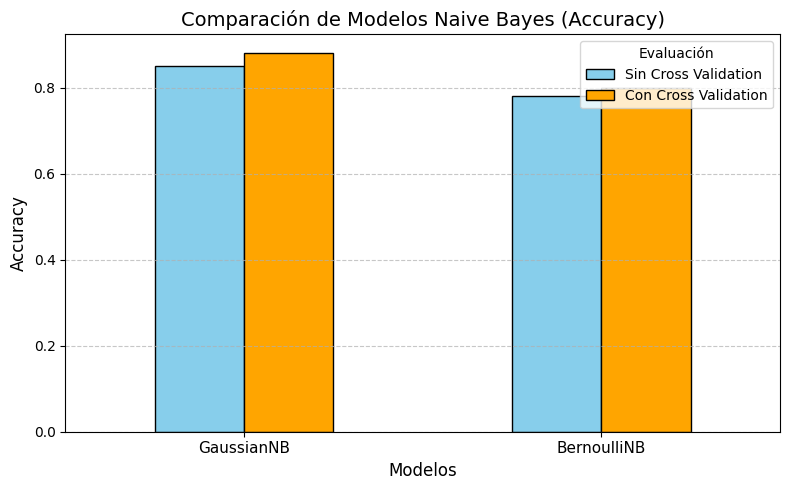 Comparación de Modelos Naive Bayes (Accuracy)
Evaluación
Sin Cross Validation
Con Cross Validation
Accuracy
0.8
0.6
0.4
0.2
0.0
GaussianNB
BernoulliNB
Modelos